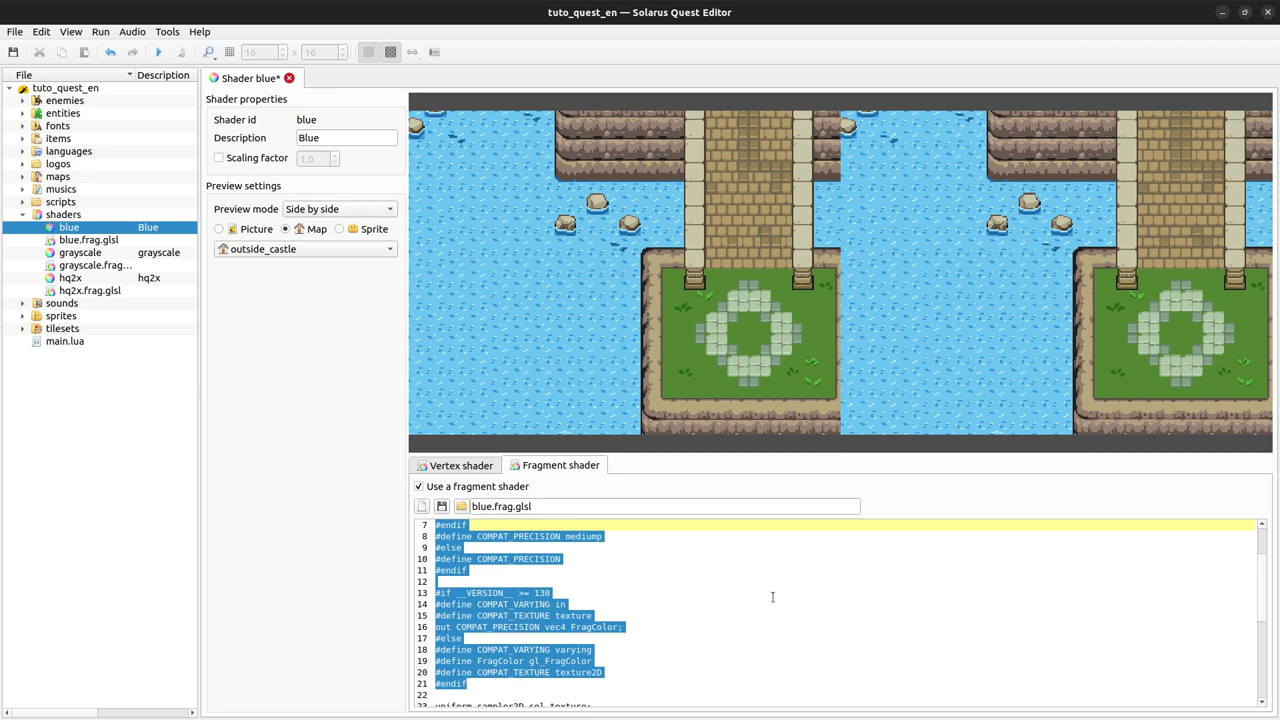 tuto_quest_en — Solarus Quest Editor
File Edit View Run Audio Tools Help
16 x 16
File Description
tuto_quest_en
enemies
entities
fonts
items
languages
logos
maps
musics
scripts
shaders
blue Blue
blue.frag.glsl
grayscale grayscale
grayscale.frag...
hq2x hq2x
hq2x.frag.glsl
sounds
sprites
tilesets
main.lua
Shader blue*
Shader properties
Shader id blue
Description Blue
Scaling factor 1.0
Preview settings
Preview mode Side by side
Picture Map Sprite
outside_castle
Vertex shader Fragment shader
Use a fragment shader
blue.frag.glsl
7 #endif
8 #define COMPAT_PRECISION mediump
9 #else
10 #define COMPAT_PRECISION
11 #endif
12
13 #if __VERSION__ >= 130
14 #define COMPAT_VARYING in
15 #define COMPAT_TEXTURE texture
16 out COMPAT_PRECISION vec4 FragColor;
17 #else
18 #define COMPAT_VARYING varying
19 #define FragColor gl_FragColor
20 #define COMPAT_TEXTURE texture2D
21 #endif
22
23 uniform sampler2D sol_texture;